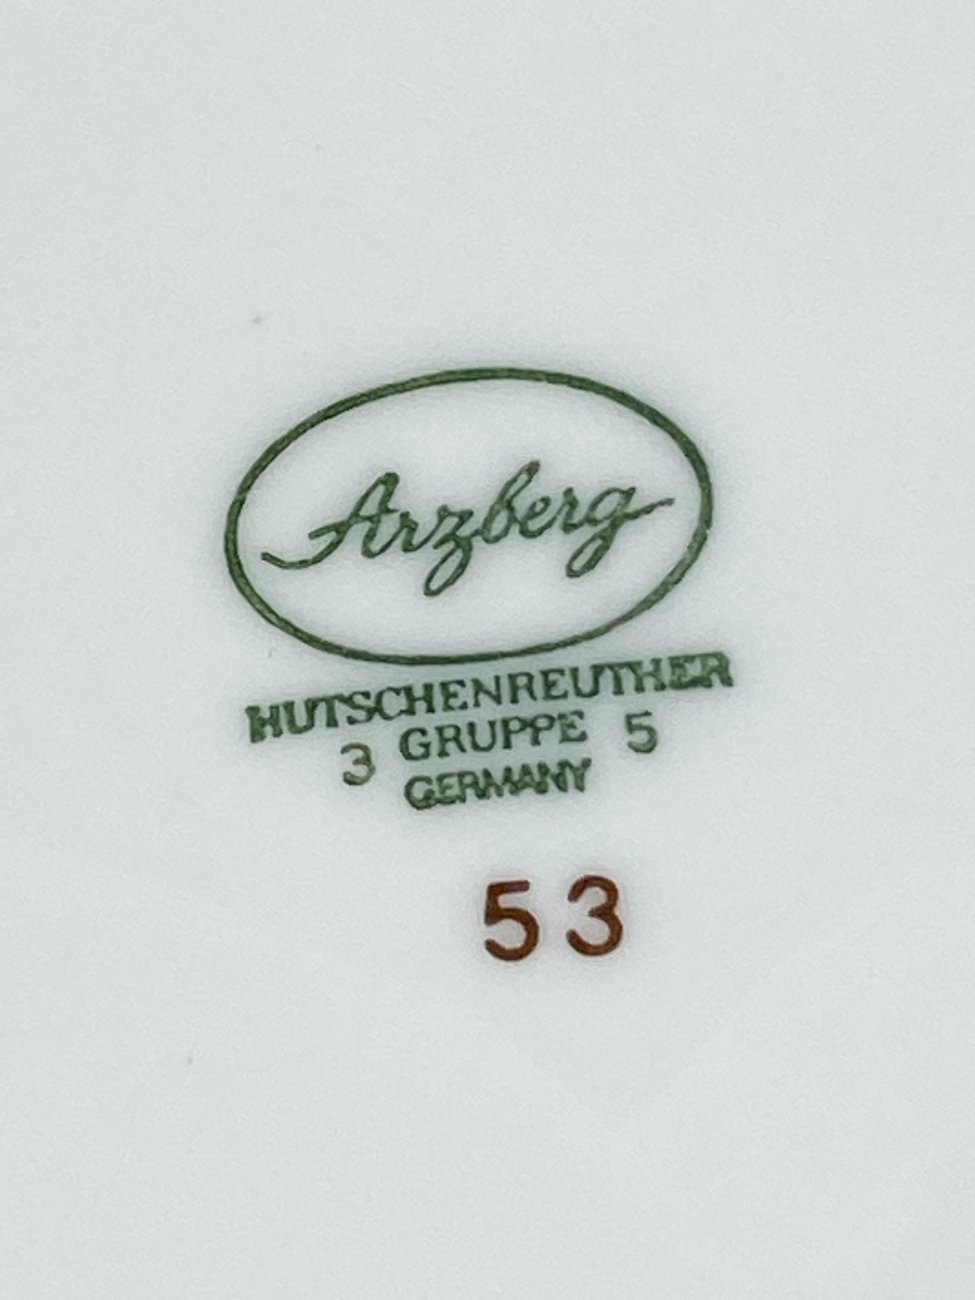 Arzberg
HUTSCHENREUTHER
3 GRUPPE 5
GERMANY
53